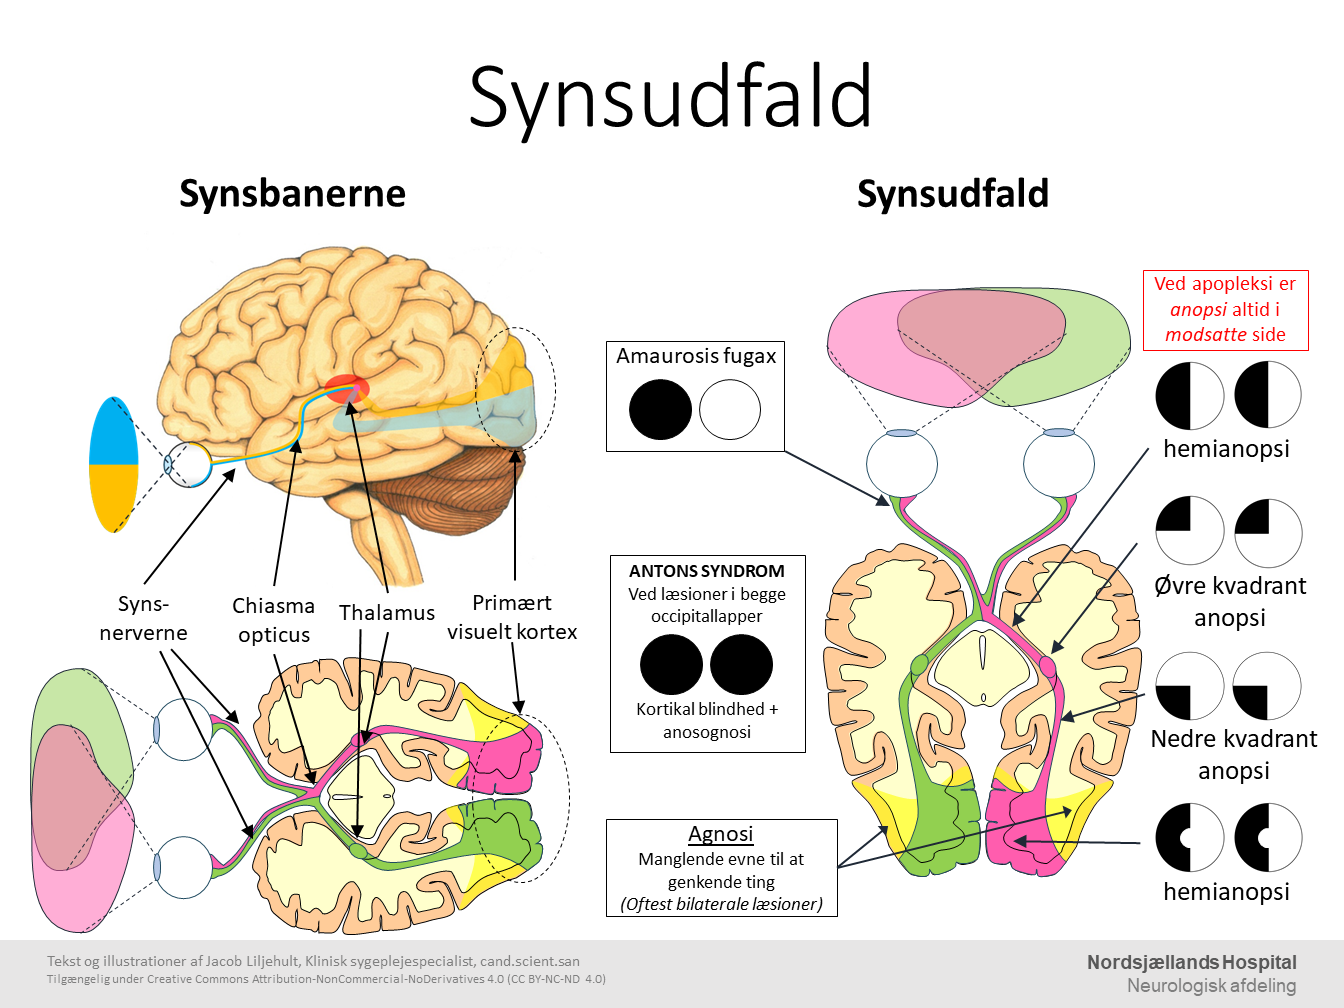 Synsudfald
Synsbanerne
Syns-
nerverne
Chiasma
opticus
Thalamus
Primært
visuelt kortex
Synsudfald
Amaurosis fugax
ANTONS SYNDROM
Ved læsioner i begge
occipitallapper
Kortikal blindhed +
anosognosi
Agnosi
Manglende evne til at
genkende ting
(Oftest bilaterale læsioner)
Ved apopleksi er
anopsi altid i
modsatte side
hemianopsi
Øvre kvadrant
anopsi
Nedre kvadrant
anopsi
hemianopsi
Tekst og illustrationer af Jacob Liljehult, Klinisk sygeplejespecialist, cand.scient.san
Tilgængelig under Creative Commons Attribution-NonCommercial-NoDerivatives 4.0 (CC BY-NC-ND 4.0)
Nordsjællands Hospital
Neurologisk afdeling